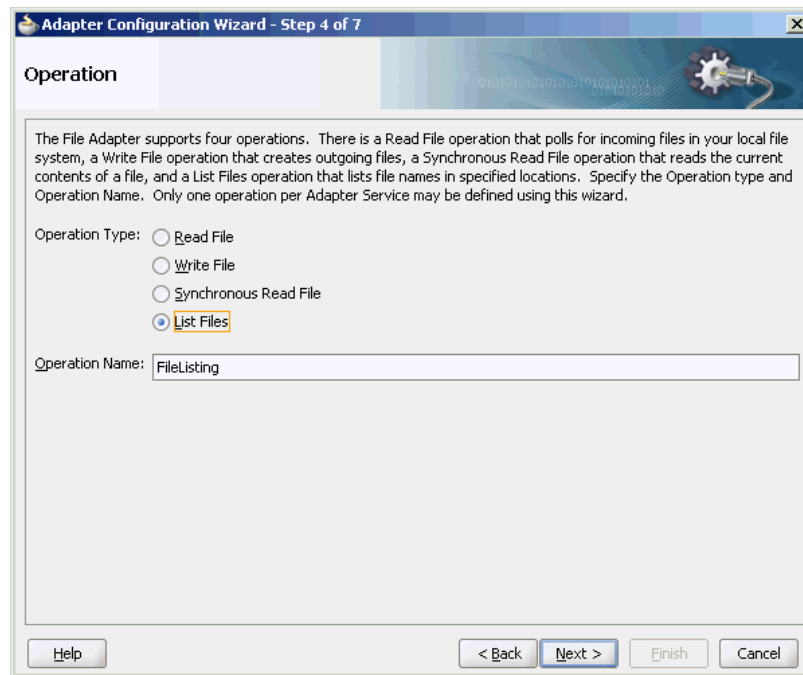 Adapter Configuration Wizard - Step 4 of 7
Operation
The File Adapter supports four operations. There is a Read File operation that polls for incoming files in your local file
system, a Write File operation that creates outgoing files, a Synchronous Read File operation that reads the current
contents of a file, and a List Files operation that lists file names in specified locations. Specify the Operation type and
Operation Name. Only one operation per Adapter Service may be defined using this wizard.
Operation Type:
Read File
Write File
Synchronous Read File
List Files
Operation Name: FileListing
Help
< Back
Next >
Finish
Cancel